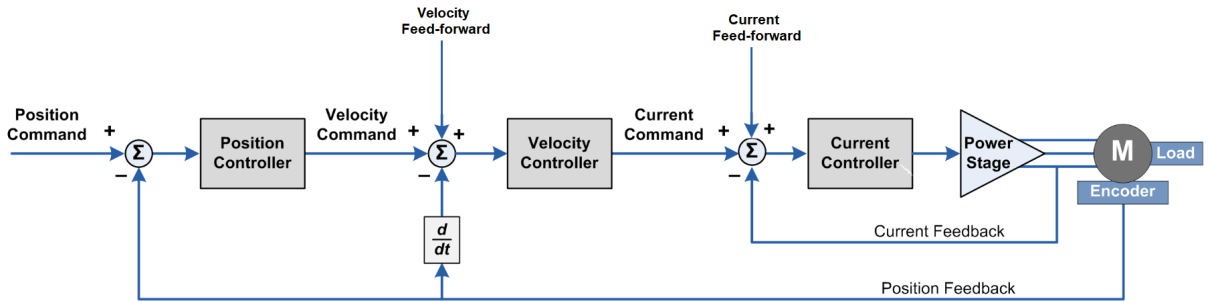 Velocity
Feed-forward
Current
Feed-forward
Position
Command
+
Σ
−
Position
Controller
Velocity
Command
+
+
Σ
−
d
dt
Velocity
Controller
Current
Command
+
+
Σ
−
Current
Controller
Power
Stage
M
Load
Encoder
Current Feedback
Position Feedback